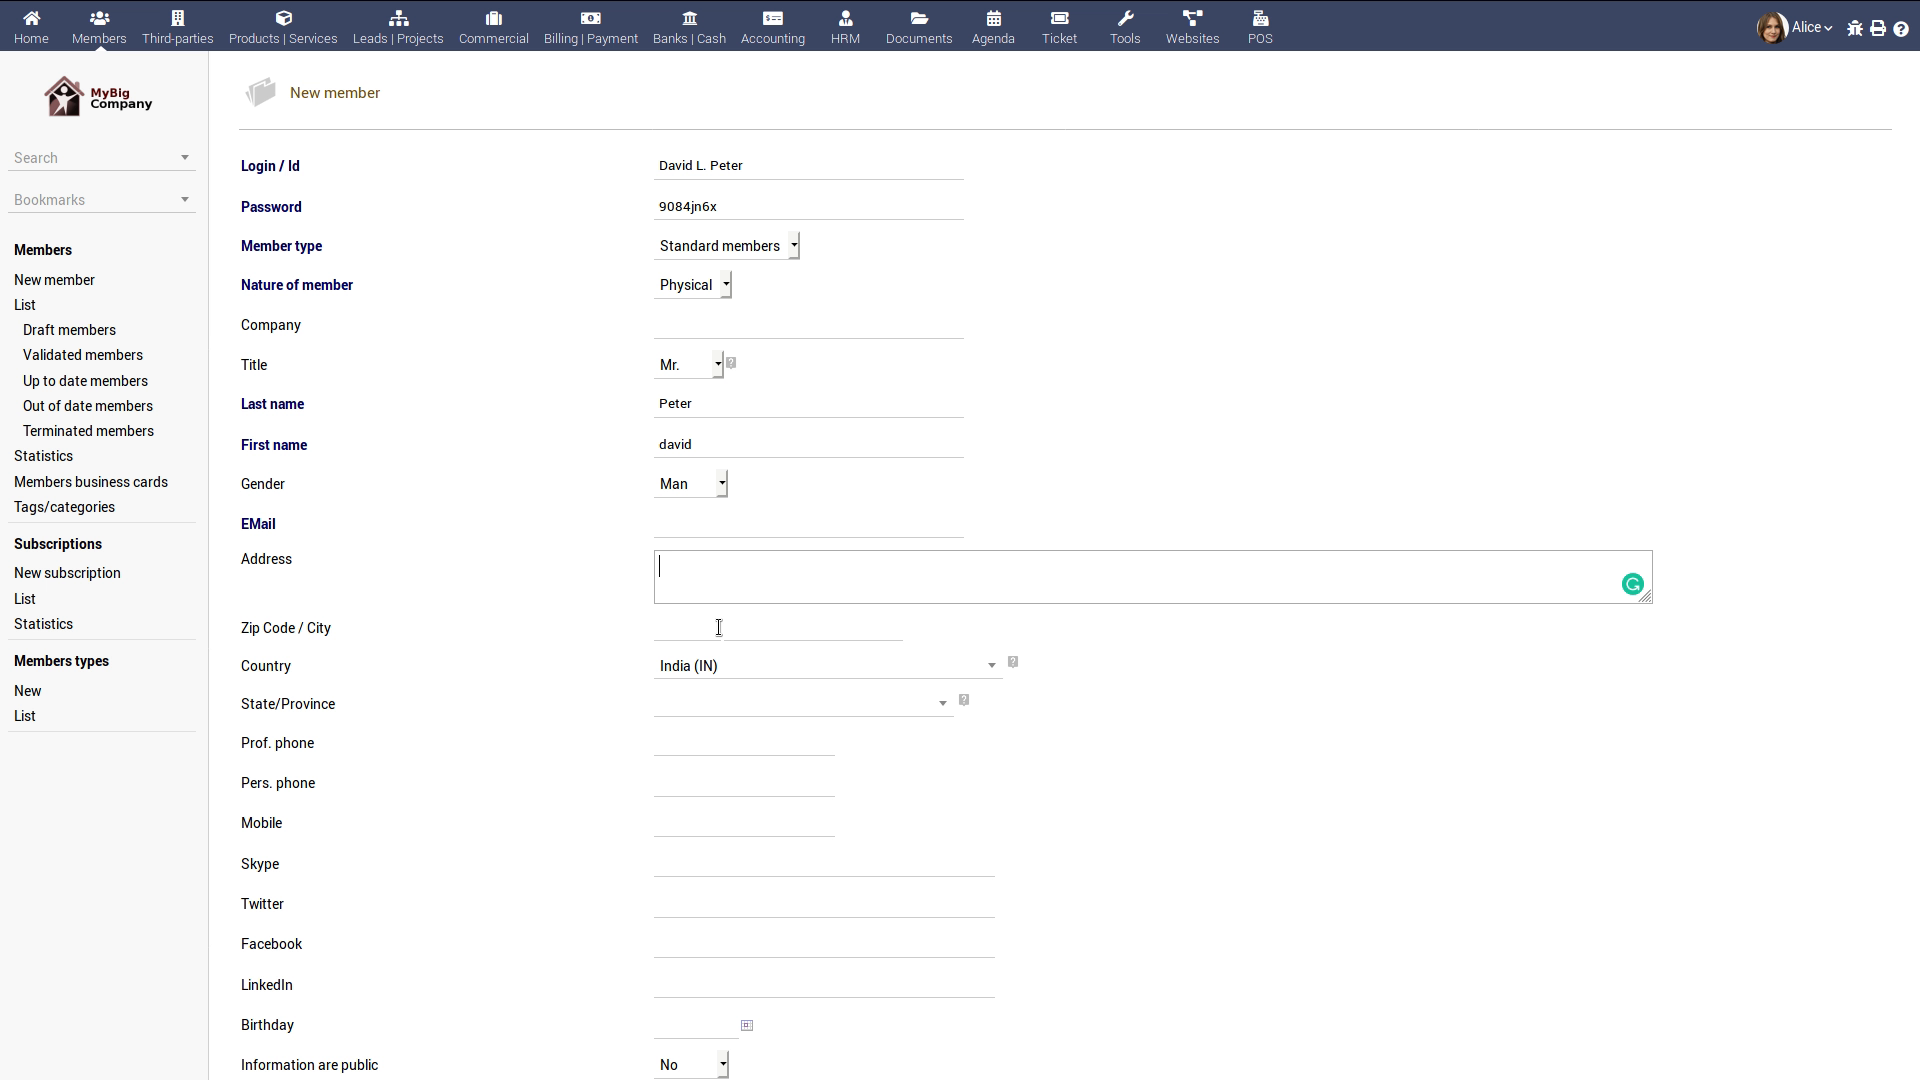 Home Members Third-parties Products | Services Leads | Projects Commercial Billing | Payment Banks | Cash Accounting HRM Documents Agenda Ticket Tools Websites POS Alice
MyBig
Company
Search
Bookmarks
Members
New member
List
Draft members
Validated members
Up to date members
Out of date members
Terminated members
Statistics
Members business cards
Tags/categories
Subscriptions
New subscription
List
Statistics
Members types
New
List
New member
Login / Id David L. Peter
Password 9084jn6x
Member type Standard members
Nature of member Physical
Company
Title Mr. ?
Last name Peter
First name david
Gender Man
EMail
Address
Zip Code / City
Country India (IN) ?
State/Province ?
Prof. phone
Pers. phone
Mobile
Skype
Twitter
Facebook
LinkedIn
Birthday
Information are public No